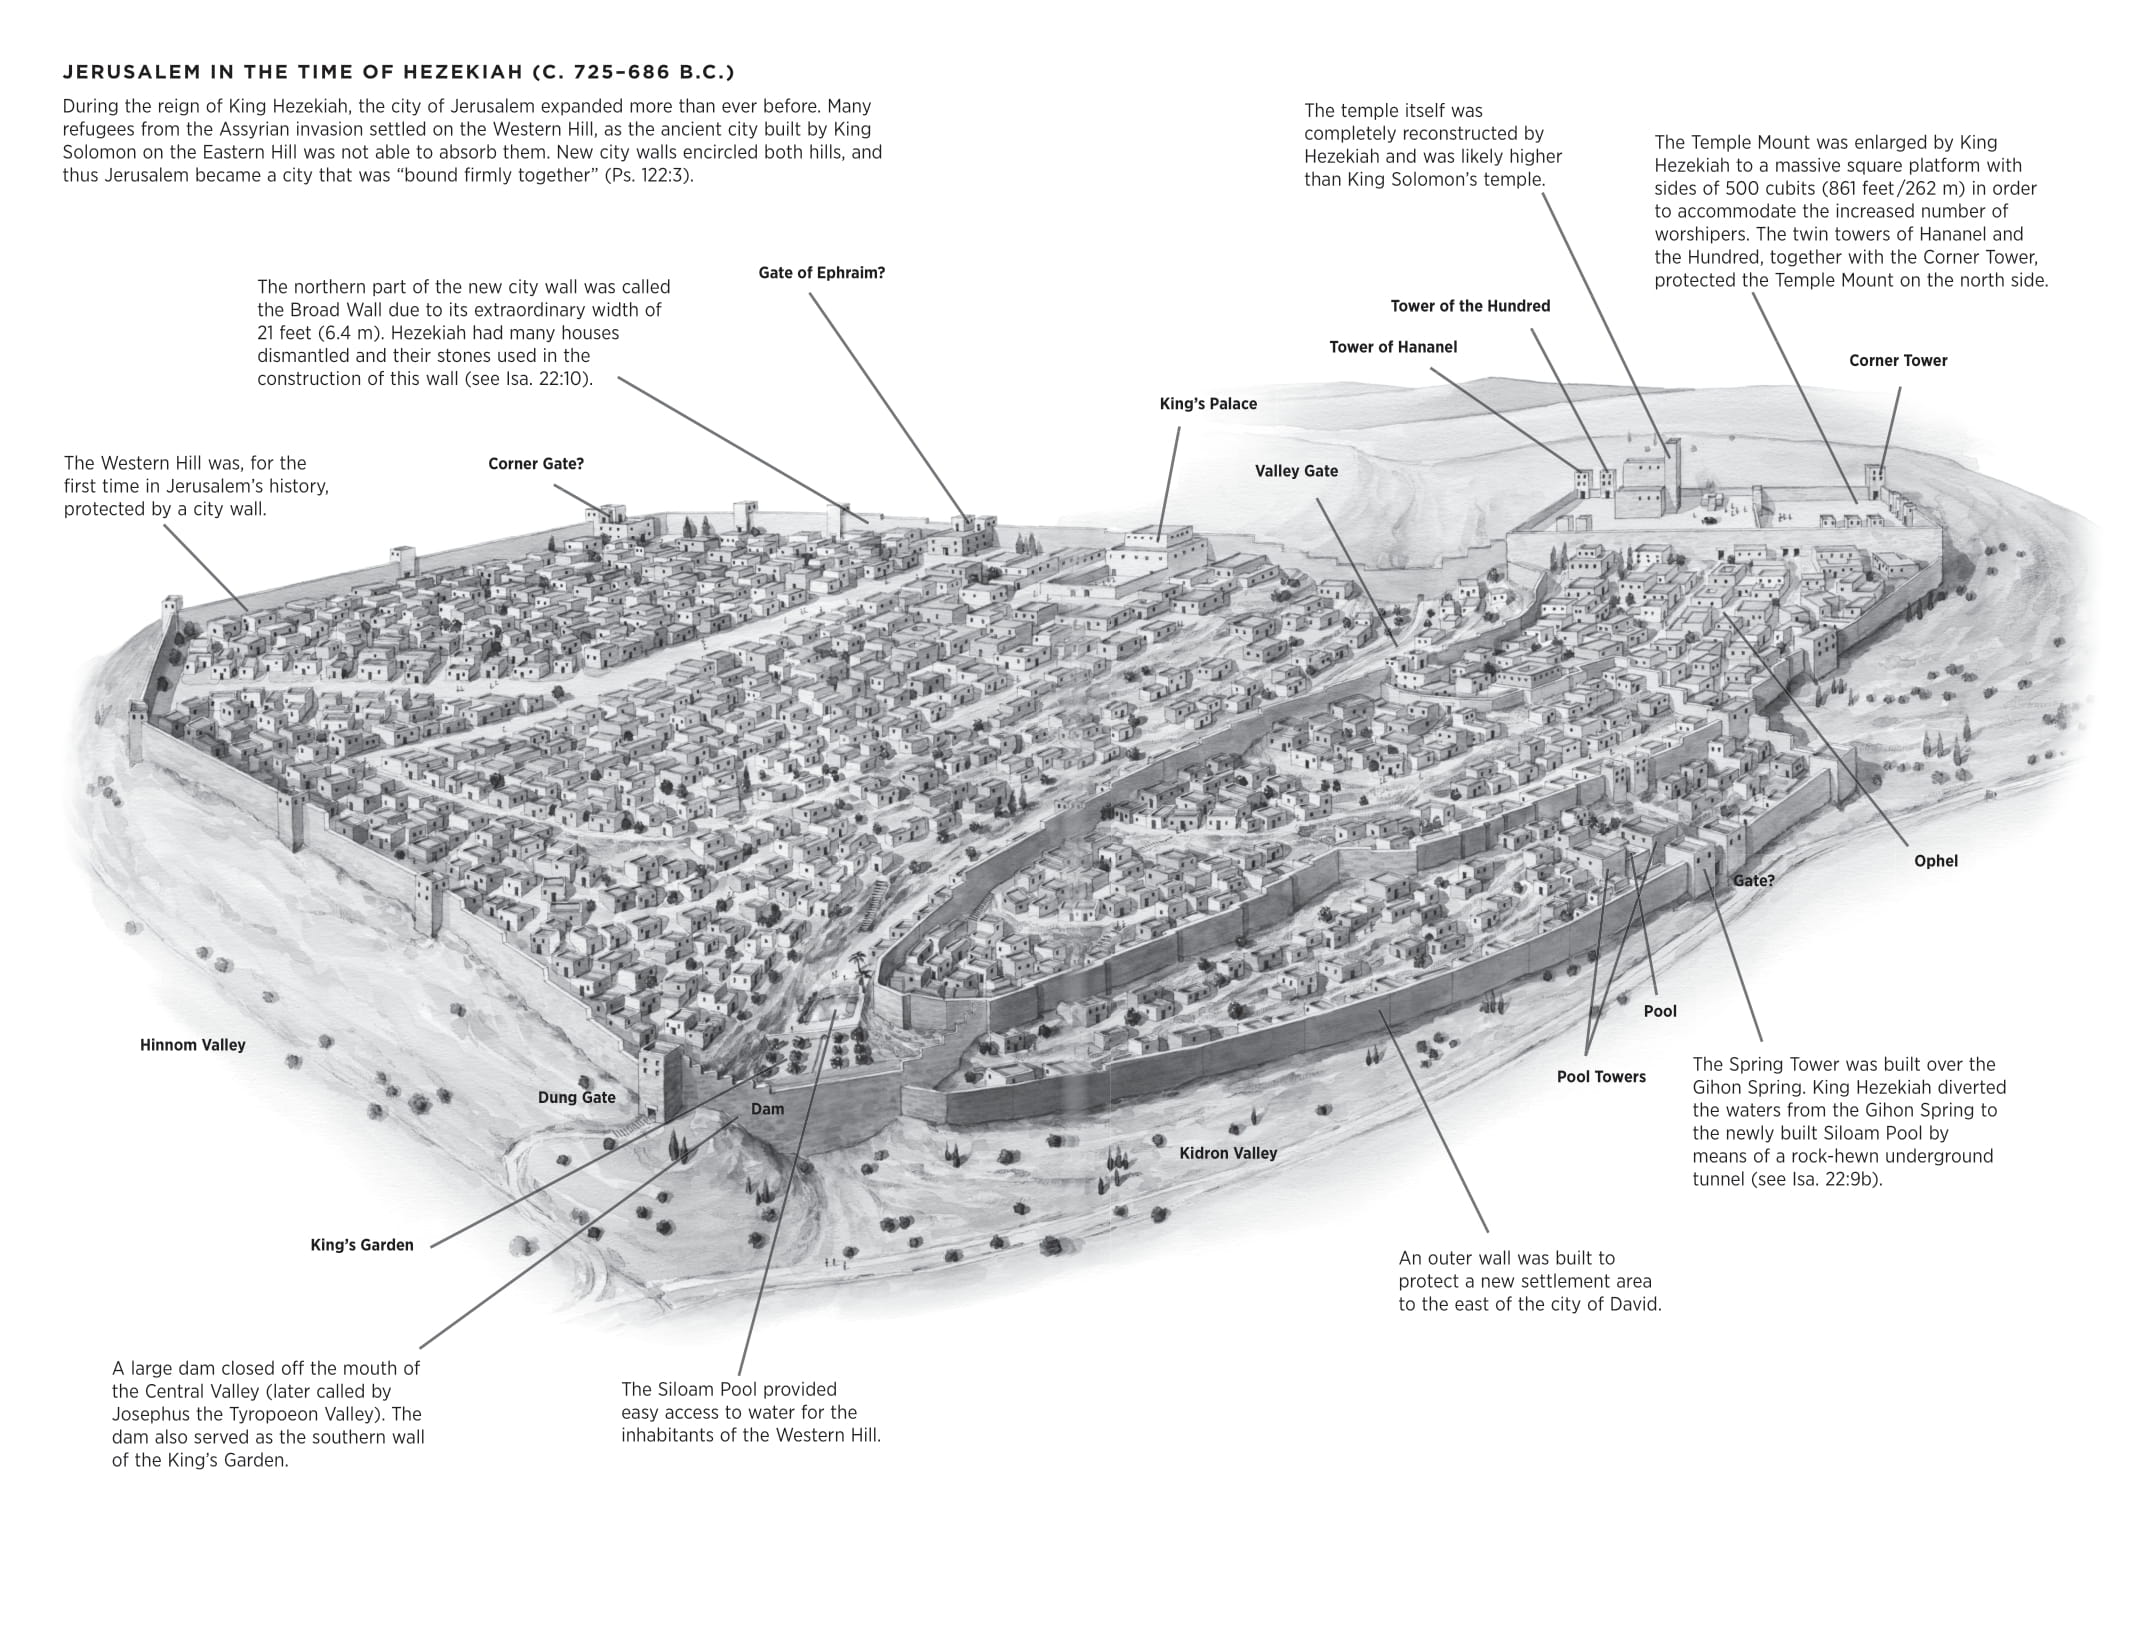 JERUSALEM IN THE TIME OF HEZEKIAH (C. 725–686 B.C.)
During the reign of King Hezekiah, the city of Jerusalem expanded more than ever before. Many
refugees from the Assyrian invasion settled on the Western Hill, as the ancient city built by King
Solomon on the Eastern Hill was not able to absorb them. New city walls encircled both hills, and
thus Jerusalem became a city that was “bound firmly together” (Ps. 122:3).
The temple itself was
completely reconstructed by
Hezekiah and was likely higher
than King Solomon’s temple.
The Temple Mount was enlarged by King
Hezekiah to a massive square platform with
sides of 500 cubits (861 feet/262 m) in order
to accommodate the increased number of
worshipers. The twin towers of Hananel and
the Hundred, together with the Corner Tower,
protected the Temple Mount on the north side.
The northern part of the new city wall was called
the Broad Wall due to its extraordinary width of
21 feet (6.4 m). Hezekiah had many houses
dismantled and their stones used in the
construction of this wall (see Isa. 22:10).
Gate of Ephraim?
Tower of the Hundred
Tower of Hananel
Corner Tower
King’s Palace
The Western Hill was, for the
first time in Jerusalem’s history,
protected by a city wall.
Corner Gate?
Valley Gate
Ophel
Gate?
Pool
Pool Towers
Hinnom Valley
Dung Gate
Dam
Kidron Valley
The Spring Tower was built over the
Gihon Spring. King Hezekiah diverted
the waters from the Gihon Spring to
the newly built Siloam Pool by
means of a rock-hewn underground
tunnel (see Isa. 22:9b).
King’s Garden
An outer wall was built to
protect a new settlement area
to the east of the city of David.
A large dam closed off the mouth of
the Central Valley (later called by
Josephus the Tyropoeon Valley). The
dam also served as the southern wall
of the King’s Garden.
The Siloam Pool provided
easy access to water for the
inhabitants of the Western Hill.